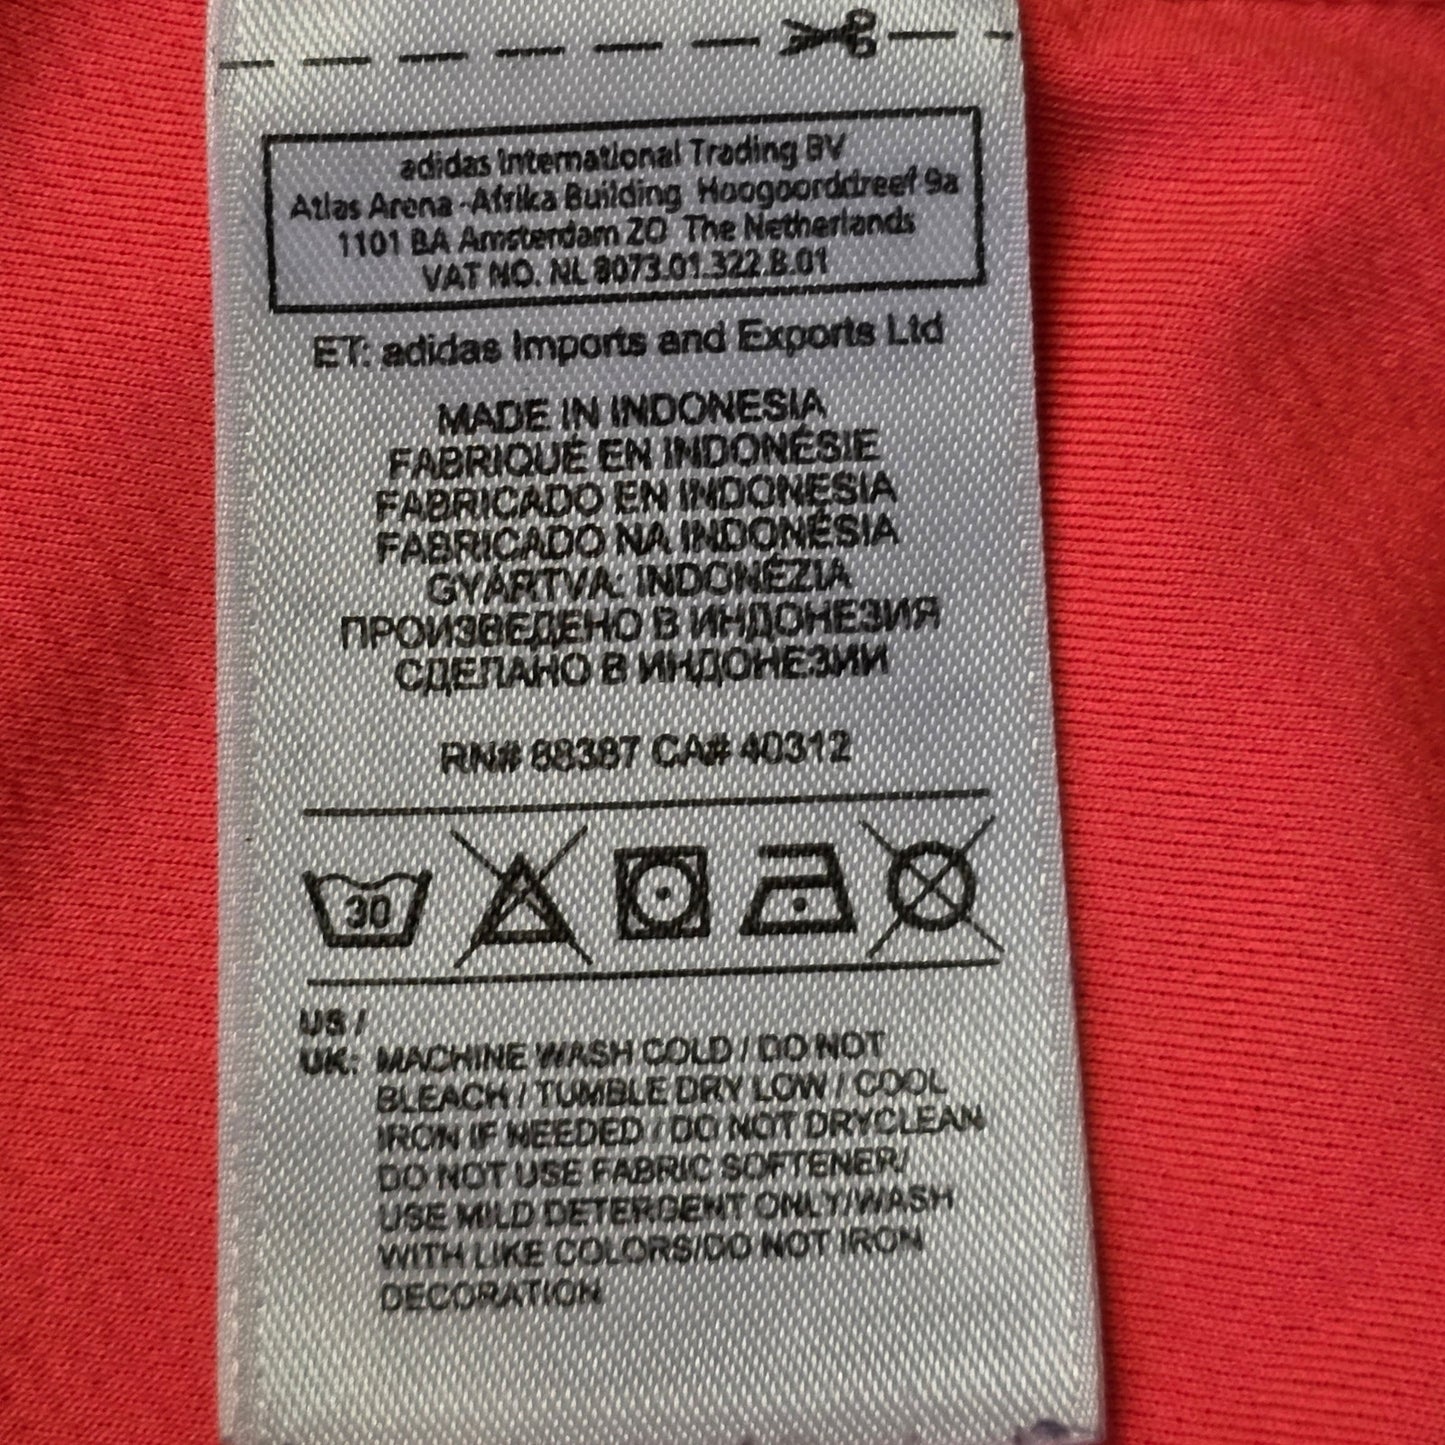 adidas International Trading BV
Atlas Arena - Afrika Building Hoogoorddreef 9a
1101 BA Amsterdam ZO The Netherlands
VAT NO. NL 8073.01.322.B.01
ET: adidas Imports and Exports Ltd
MADE IN INDONESIA
FABRIQUÉ EN INDONÉSIE
FABRICADO EN INDONESIA
FABRICADO NA INDONÉSIA
GYÁRTVA: INDONÉZIA
ПРОИЗВЕДЕНО В ИНДОНЕЗИЯ
СДЕЛАНО В ИНДОНЕЗИИ
RN# 88387 CA# 40312
30
US /
UK: MACHINE WASH COLD / DO NOT
BLEACH / TUMBLE DRY LOW / COOL
IRON IF NEEDED / DO NOT DRYCLEAN
DO NOT USE FABRIC SOFTENER/
USE MILD DETERGENT ONLY/WASH
WITH LIKE COLORS/DO NOT IRON
DECORATION